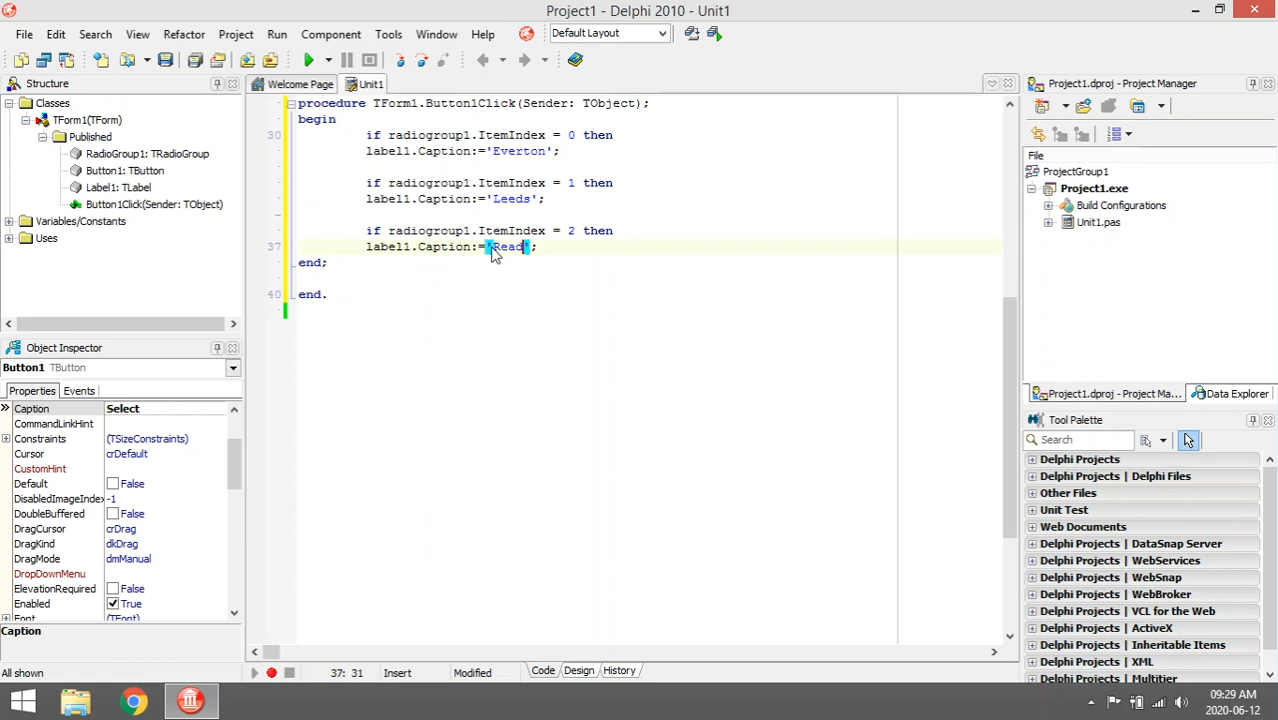 Project1 - Delphi 2010 - Unit1
File Edit Search View Refactor Project Run Component Tools Window Help Default Layout
Structure
Classes
TForm1(TForm)
Published
RadioGroup1: TRadioGroup
Button1: TButton
Label1: TLabel
Button1Click(Sender: TObject)
Variables/Constants
Uses
Object Inspector
Button1 TButton
Properties Events
Caption Select
CommandLinkHint
Constraints (TSizeConstraints)
Cursor crDefault
CustomHint
Default False
DisabledImageIndex -1
DoubleBuffered False
DragCursor crDrag
DragKind dkDrag
DragMode dmManual
DropDownMenu
ElevationRequired False
Enabled True
Font (TFont)
Caption
All shown
Welcome Page Unit1
procedure TForm1.Button1Click(Sender: TObject);
begin
30 if radiogroup1.ItemIndex = 0 then
label1.Caption:='Everton';
if radiogroup1.ItemIndex = 1 then
label1.Caption:='Leeds';
if radiogroup1.ItemIndex = 2 then
37 label1.Caption:='Read';
end;
40 end.
37: 31 Insert Modified Code Design History
Project1.dproj - Project Manager
File
ProjectGroup1
Project1.exe
Build Configurations
Unit1.pas
Project1.dproj - Project Ma... Data Explorer
Tool Palette
Search
Delphi Projects
Delphi Projects | Delphi Files
Other Files
Unit Test
Web Documents
Delphi Projects | DataSnap Server
Delphi Projects | WebServices
Delphi Projects | WebSnap
Delphi Projects | WebBroker
Delphi Projects | VCL for the Web
Delphi Projects | ActiveX
Delphi Projects | Inheritable Items
Delphi Projects | XML
Delphi Projects | Multitier
09:29 AM
2020-06-12